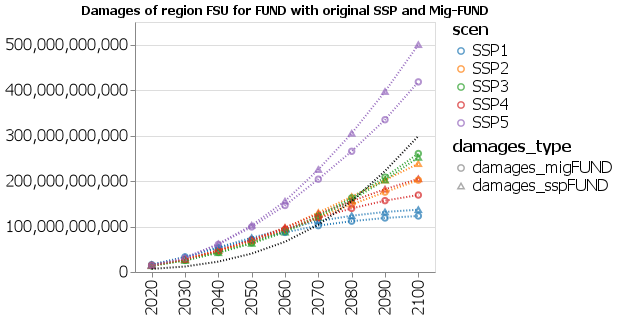 Damages of region FSU for FUND with original SSP and Mig-FUND
500,000,000,000
400,000,000,000
300,000,000,000
200,000,000,000
100,000,000,000
0
2020
2030
2040
2050
2060
2070
2080
2090
2100
scen
SSP1
SSP2
SSP3
SSP4
SSP5
damages_type
damages_migFUND
damages_sspFUND